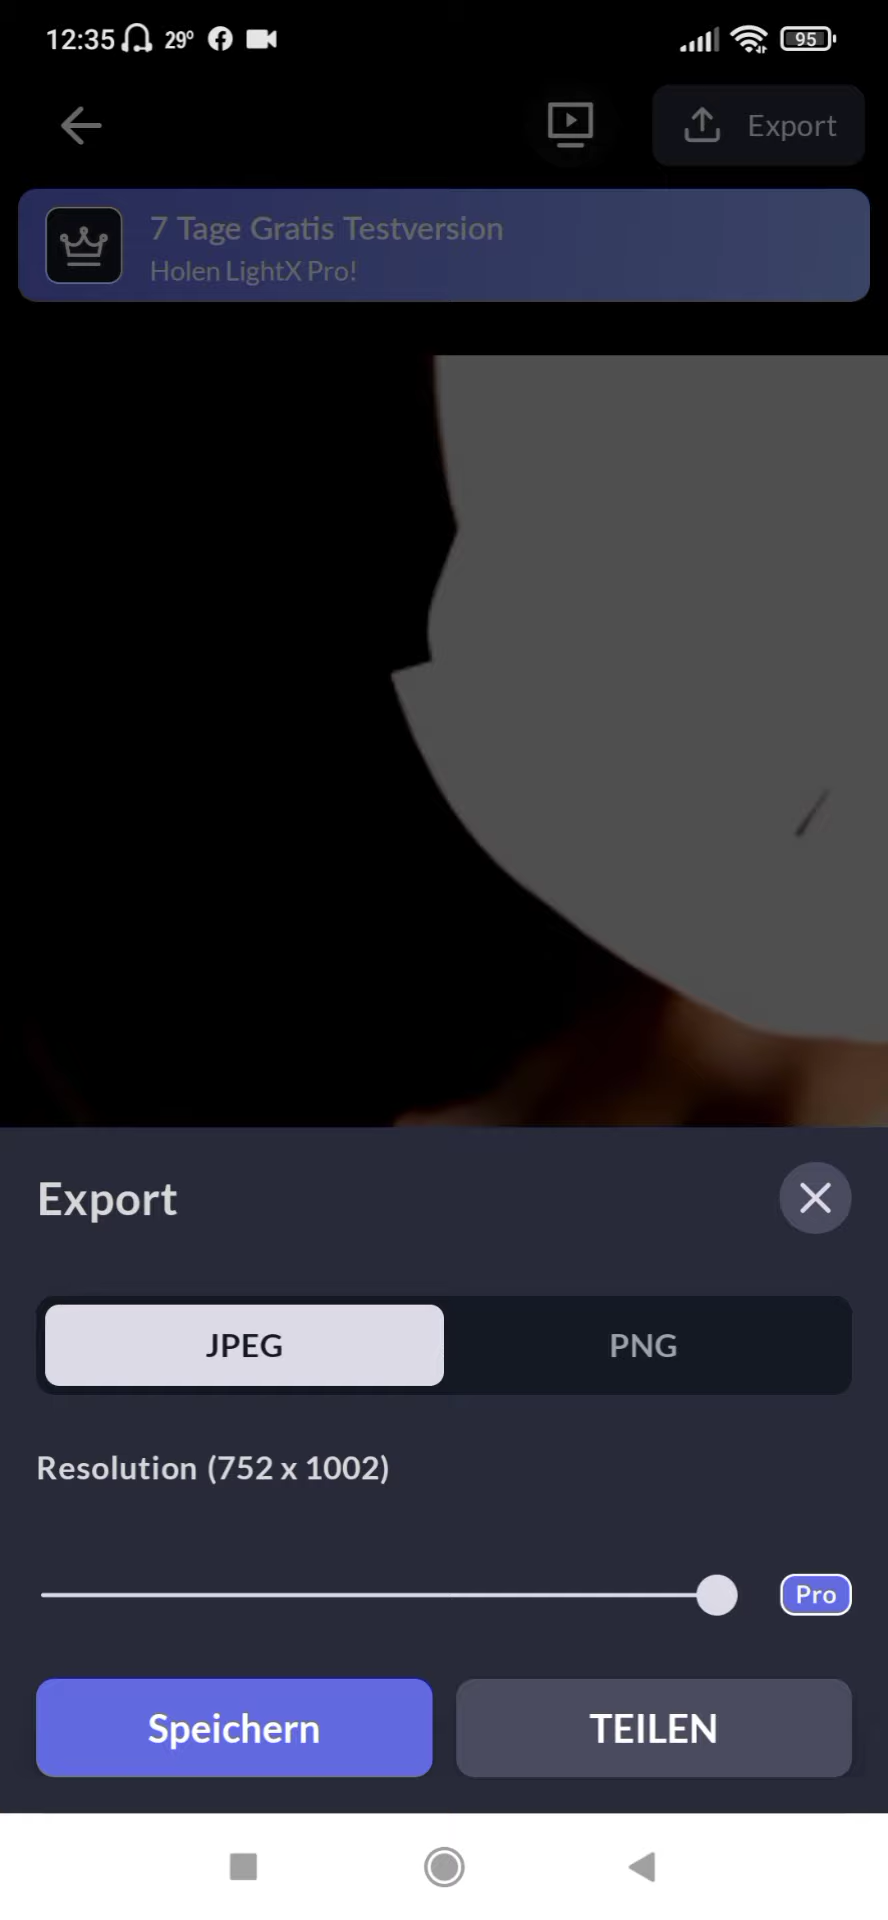 12:35 29° 95
Export
7 Tage Gratis Testversion
Holen LightX Pro!
Export
JPEG PNG
Resolution (752 x 1002)
Pro
Speichern TEILEN